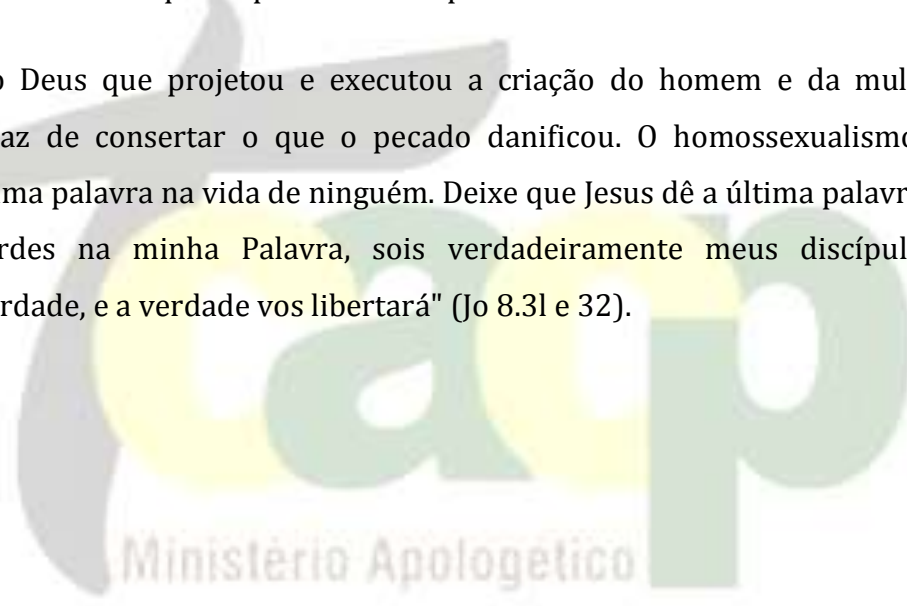 o Deus que projetou e executou a criação do homem e da mul
az de consertar o que o pecado danificou. O homossexualismo
ma palavra na vida de ninguém. Deixe que Jesus dê a última palavr
rdes na minha Palavra, sois verdadeiramente meus discípul
rdade, e a verdade vos libertará" (Jo 8.3l e 32).
cacp
Ministério Apologético